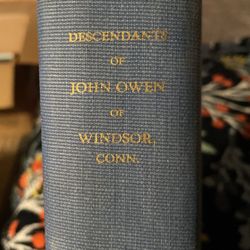 DESCENDANTS
OF
JOHN OWEN
OF
WINDSOR,
CONN.